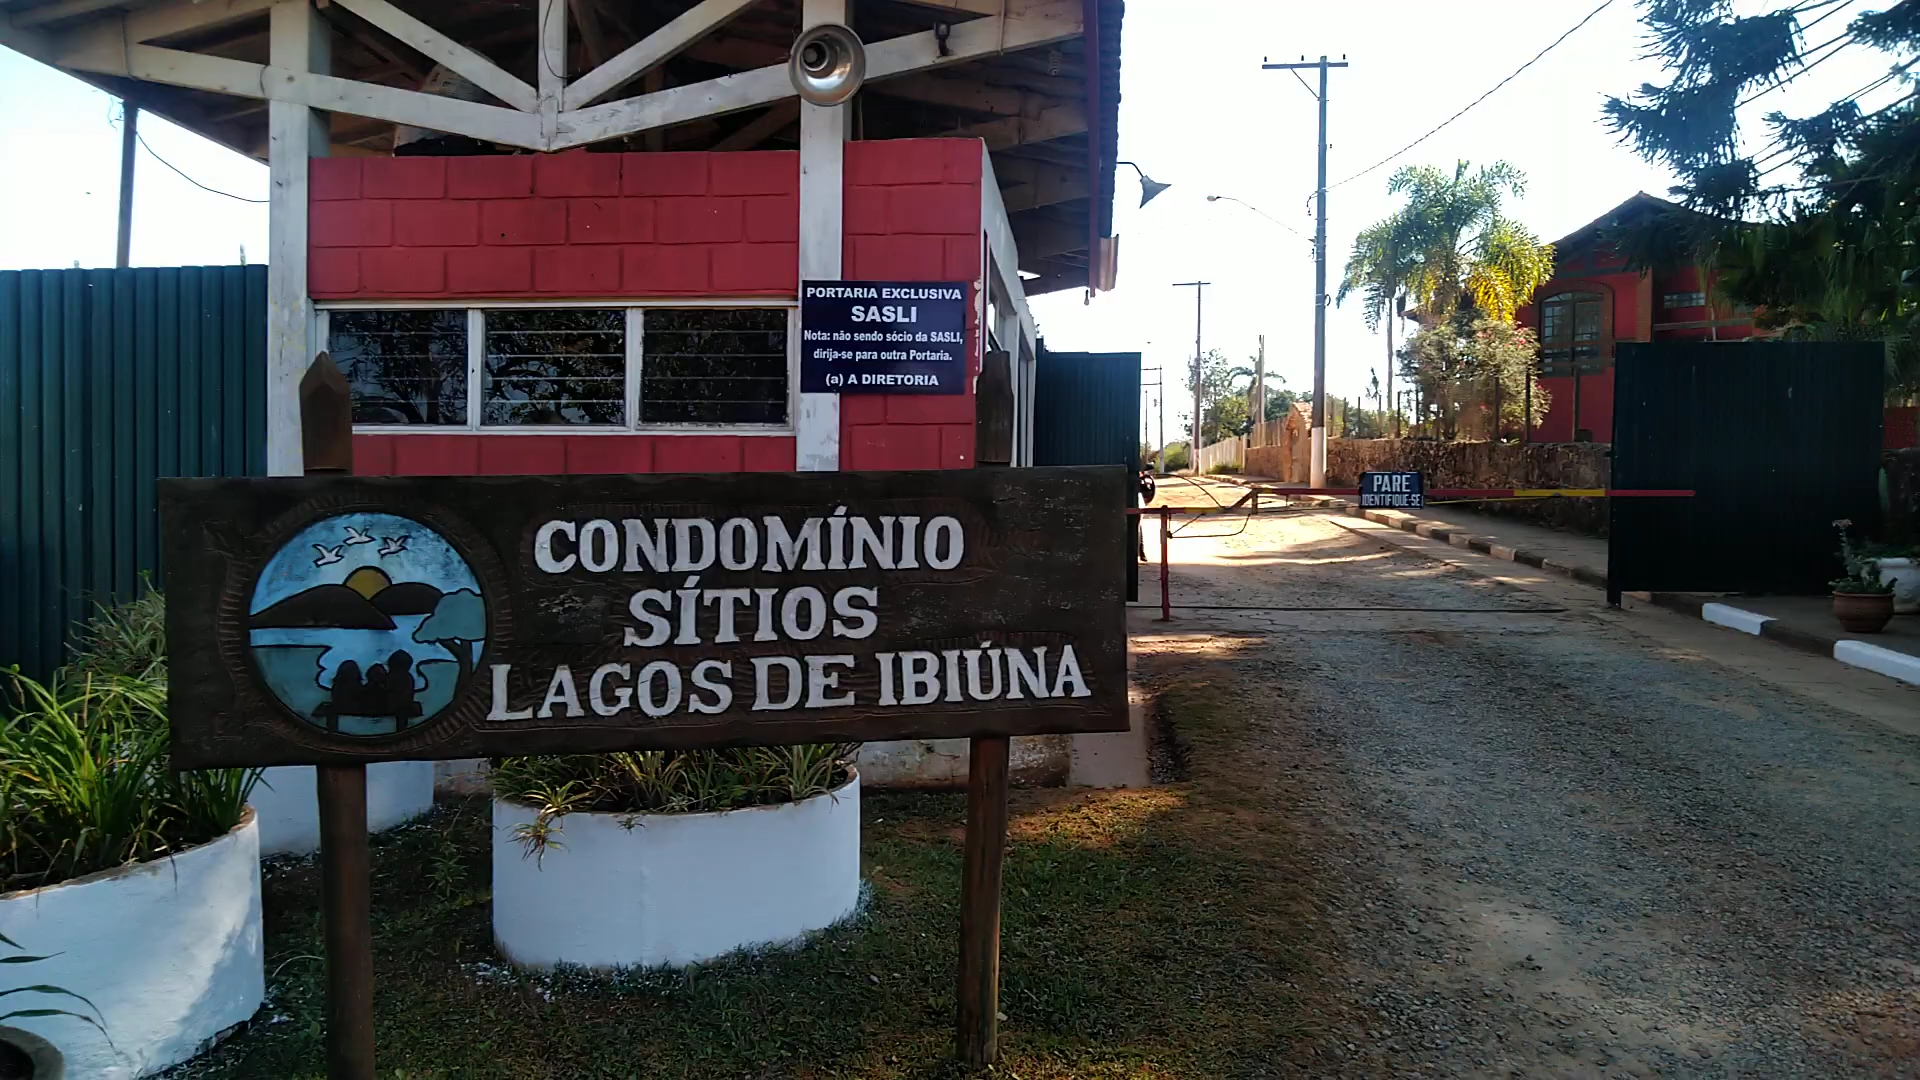 PORTARIA EXCLUSIVA
SASLI
Nota: não sendo sócio da SASLI,
dirija-se para outra Portaria.
(a) A DIRETORIA
PARE
IDENTIFIQUE-SE
CONDOMÍNIO
SÍTIOS
LAGOS DE IBIÚNA